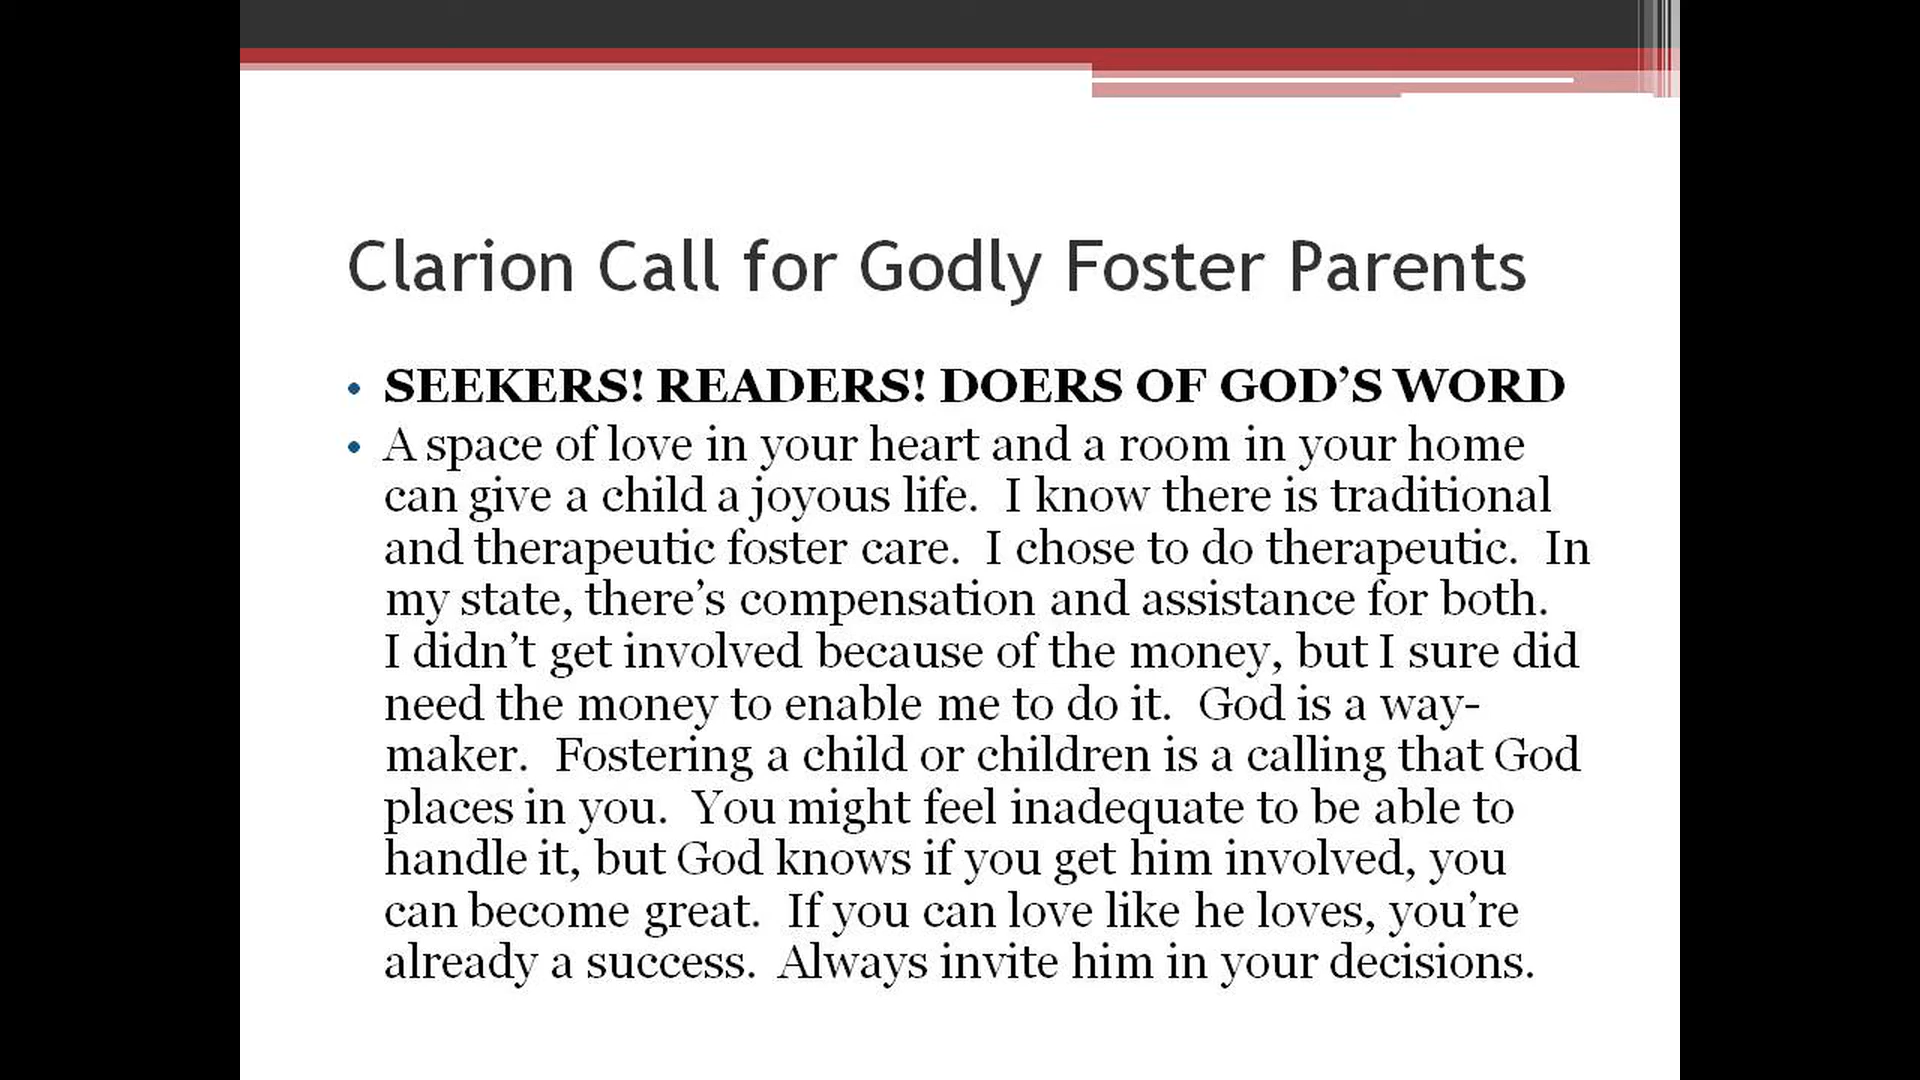 Clarion Call for Godly Foster Parents
• SEEKERS! READERS! DOERS OF GOD’S WORD
• A space of love in your heart and a room in your home
can give a child a joyous life.  I know there is traditional
and therapeutic foster care.  I chose to do therapeutic.  In
my state, there’s compensation and assistance for both.
I didn’t get involved because of the money, but I sure did
need the money to enable me to do it.  God is a way-
maker.  Fostering a child or children is a calling that God
places in you.  You might feel inadequate to be able to
handle it, but God knows if you get him involved, you
can become great.  If you can love like he loves, you’re
already a success.  Always invite him in your decisions.